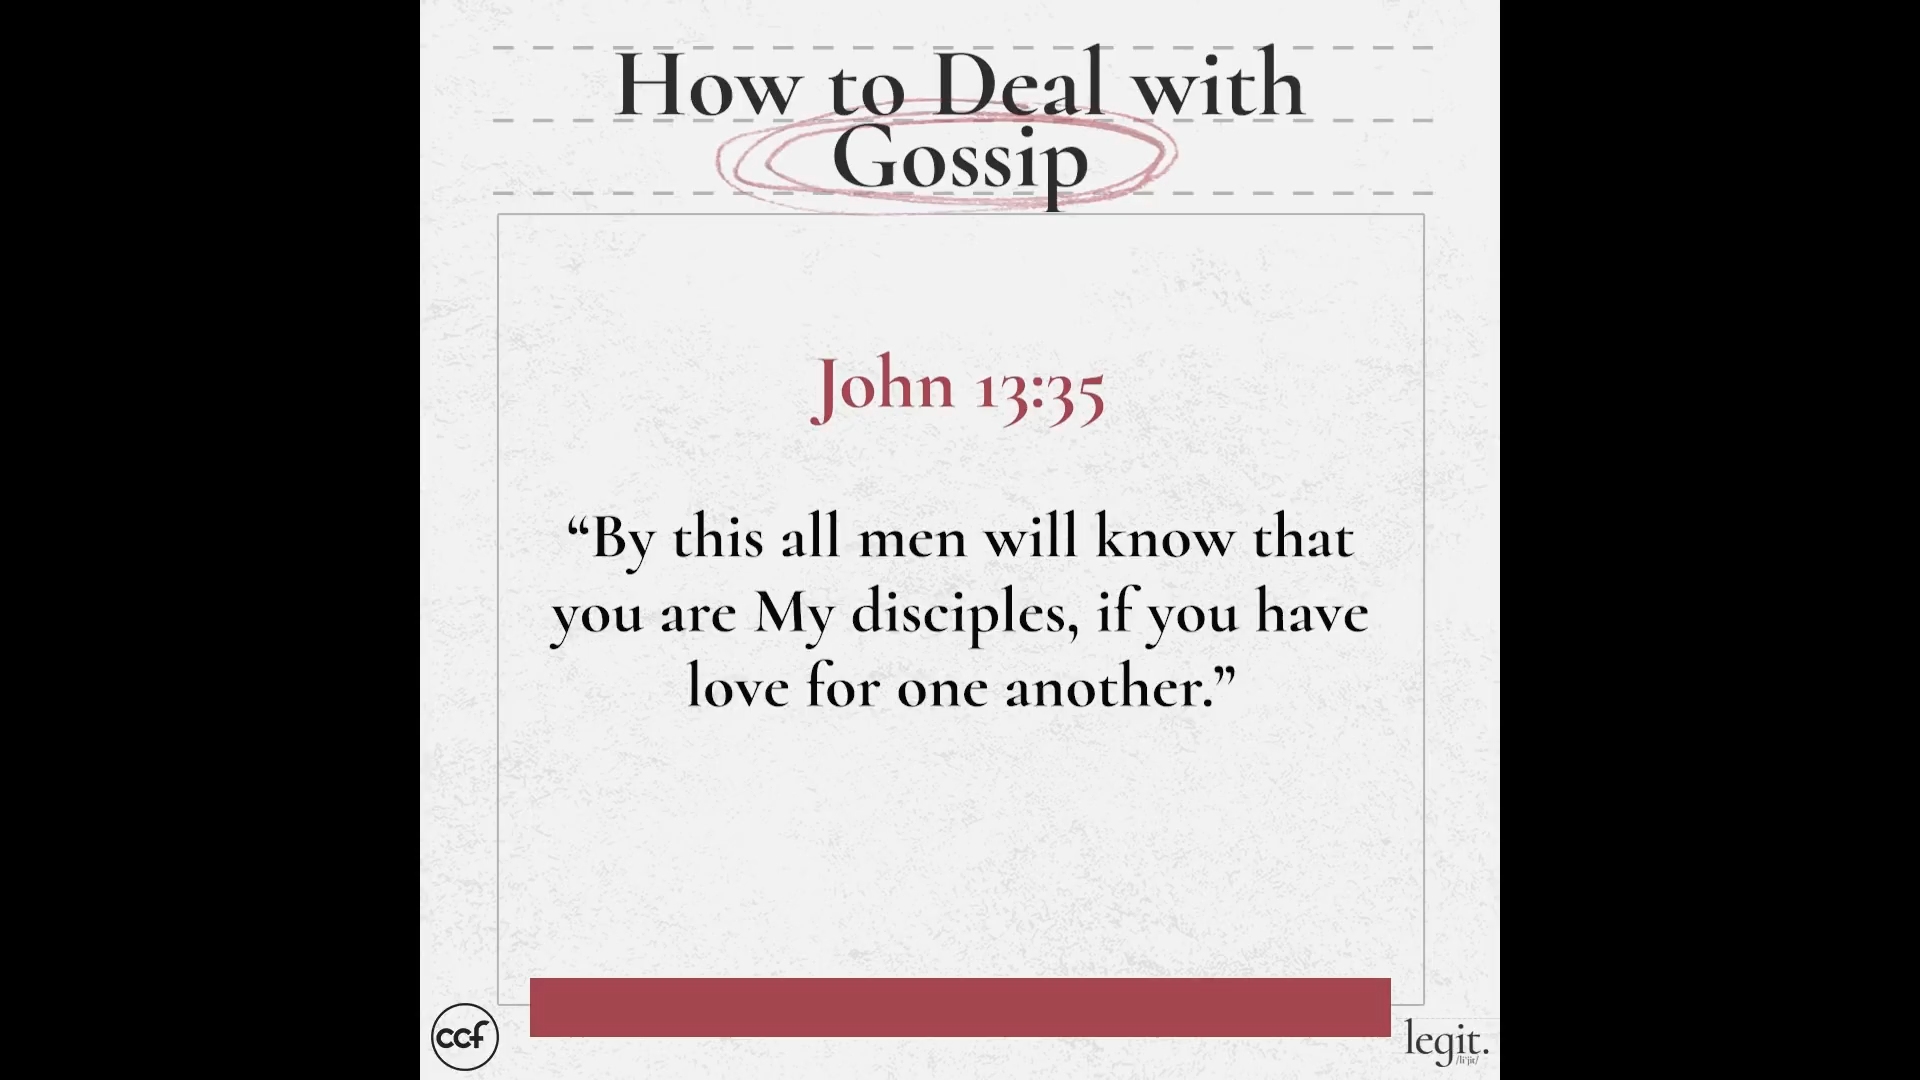 How to Deal with
Gossip
John 13:35
“By this all men will know that
you are My disciples, if you have
love for one another.”
ccf
legit.